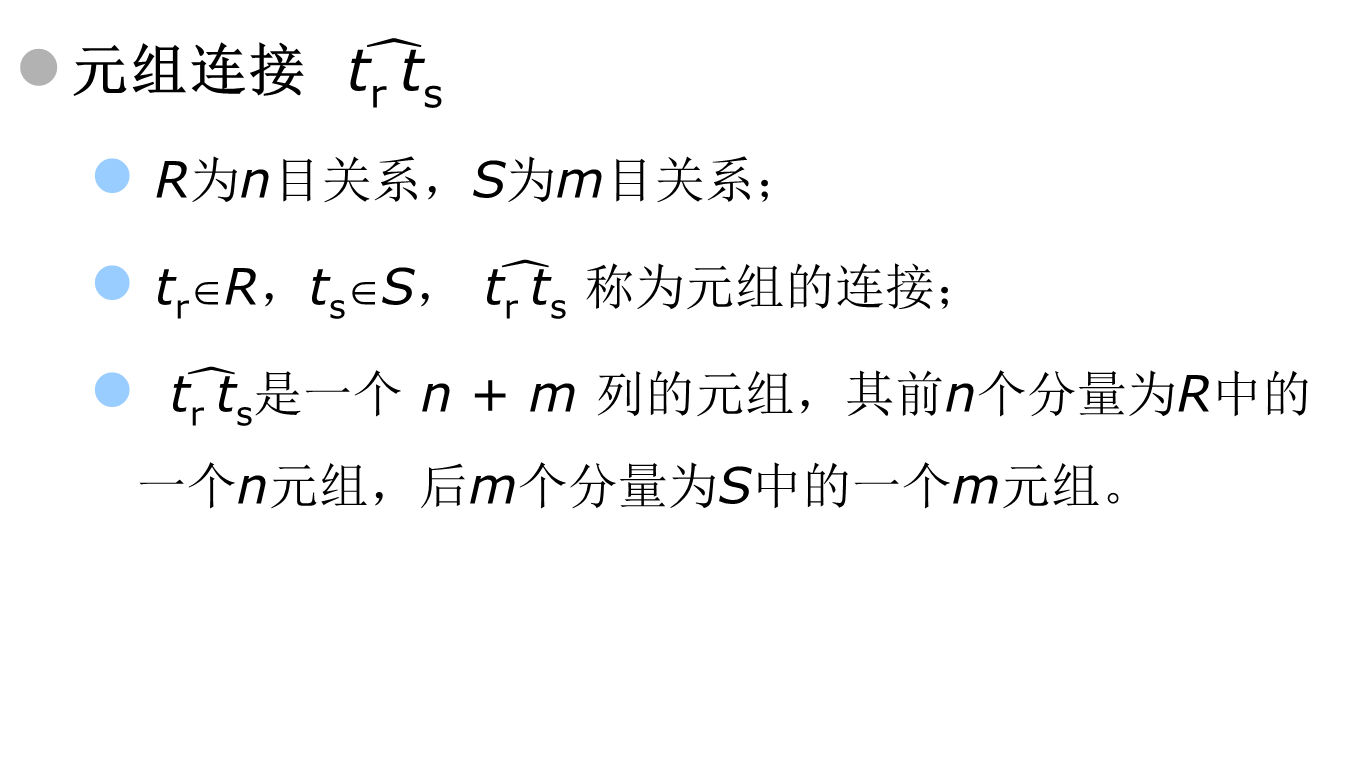 元组连接 t͡r ts
R为n目关系，S为m目关系；
tr∈R，ts∈S， t͡r ts 称为元组的连接；
t͡r ts是一个 n + m 列的元组，其前n个分量为R中的
一个n元组，后m个分量为S中的一个m元组。